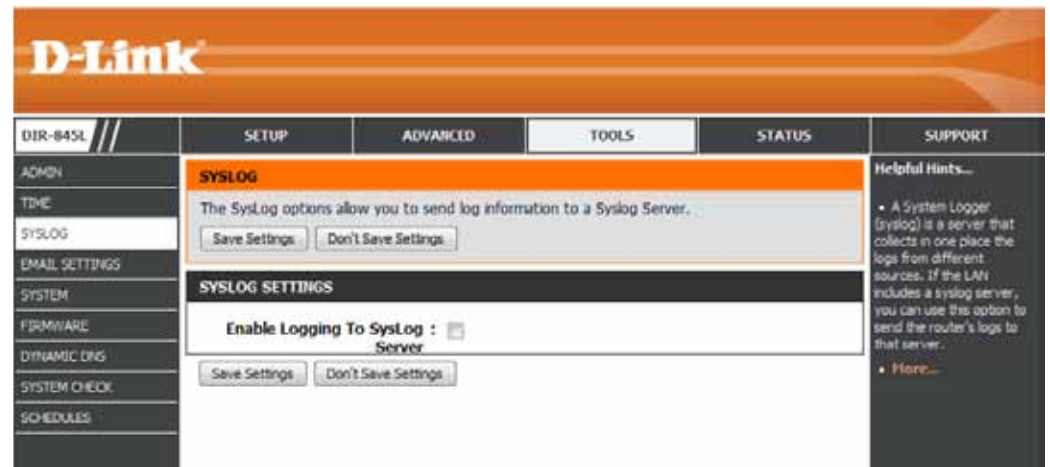 D-Link
DIR-845L
SETUP
ADVANCED
TOOLS
STATUS
SUPPORT
ADMIN
TIME
SYSLOG
EMAIL SETTINGS
SYSTEM
FIRMWARE
DYNAMIC DNS
SYSTEM CHECK
SCHEDULES
SYSLOG
The SysLog options allow you to send log information to a Syslog Server.
Save Settings
Don't Save Settings
SYSLOG SETTINGS
Enable Logging To SysLog :
Server
Save Settings
Don't Save Settings
Helpful Hints...
• A System Logger
(syslog) is a server that
collects in one place the
logs from different
sources. If the LAN
includes a syslog server,
you can use this option to
send the router's logs to
that server.
• More...